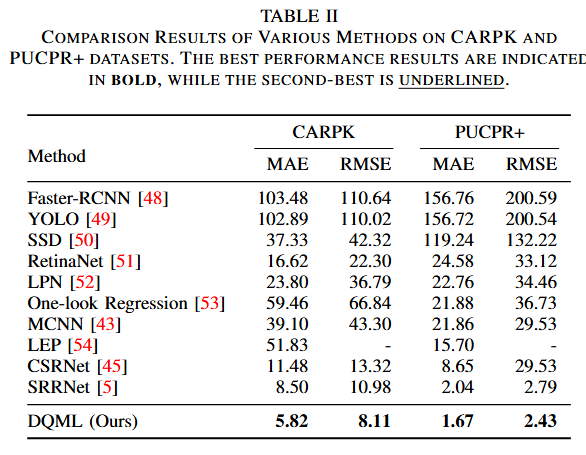 TABLE II
COMPARISON RESULTS OF VARIOUS METHODS ON CARPK AND
PUCPR+ DATASETS. THE BEST PERFORMANCE RESULTS ARE INDICATED
IN BOLD, WHILE THE SECOND-BEST IS UNDERLINED.
Method CARPK PUCPR+
MAE RMSE MAE RMSE
Faster-RCNN [48] 103.48 110.64 156.76 200.59
YOLO [49] 102.89 110.02 156.72 200.54
SSD [50] 37.33 42.32 119.24 132.22
RetinaNet [51] 16.62 22.30 24.58 33.12
LPN [52] 23.80 36.79 22.76 34.46
One-look Regression [53] 59.46 66.84 21.88 36.73
MCNN [43] 39.10 43.30 21.86 29.53
LEP [54] 51.83 - 15.70 -
CSRNet [45] 11.48 13.32 8.65 29.53
SRRNet [5] 8.50 10.98 2.04 2.79
DQML (Ours) 5.82 8.11 1.67 2.43